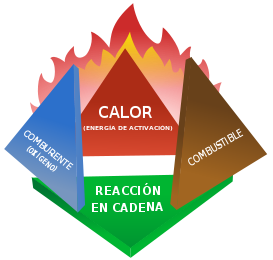 CALOR
(ENERGÍA DE ACTIVACIÓN)
COMBURENTE
(OXÍGENO)
COMBUSTIBLE
REACCIÓN
EN CADENA